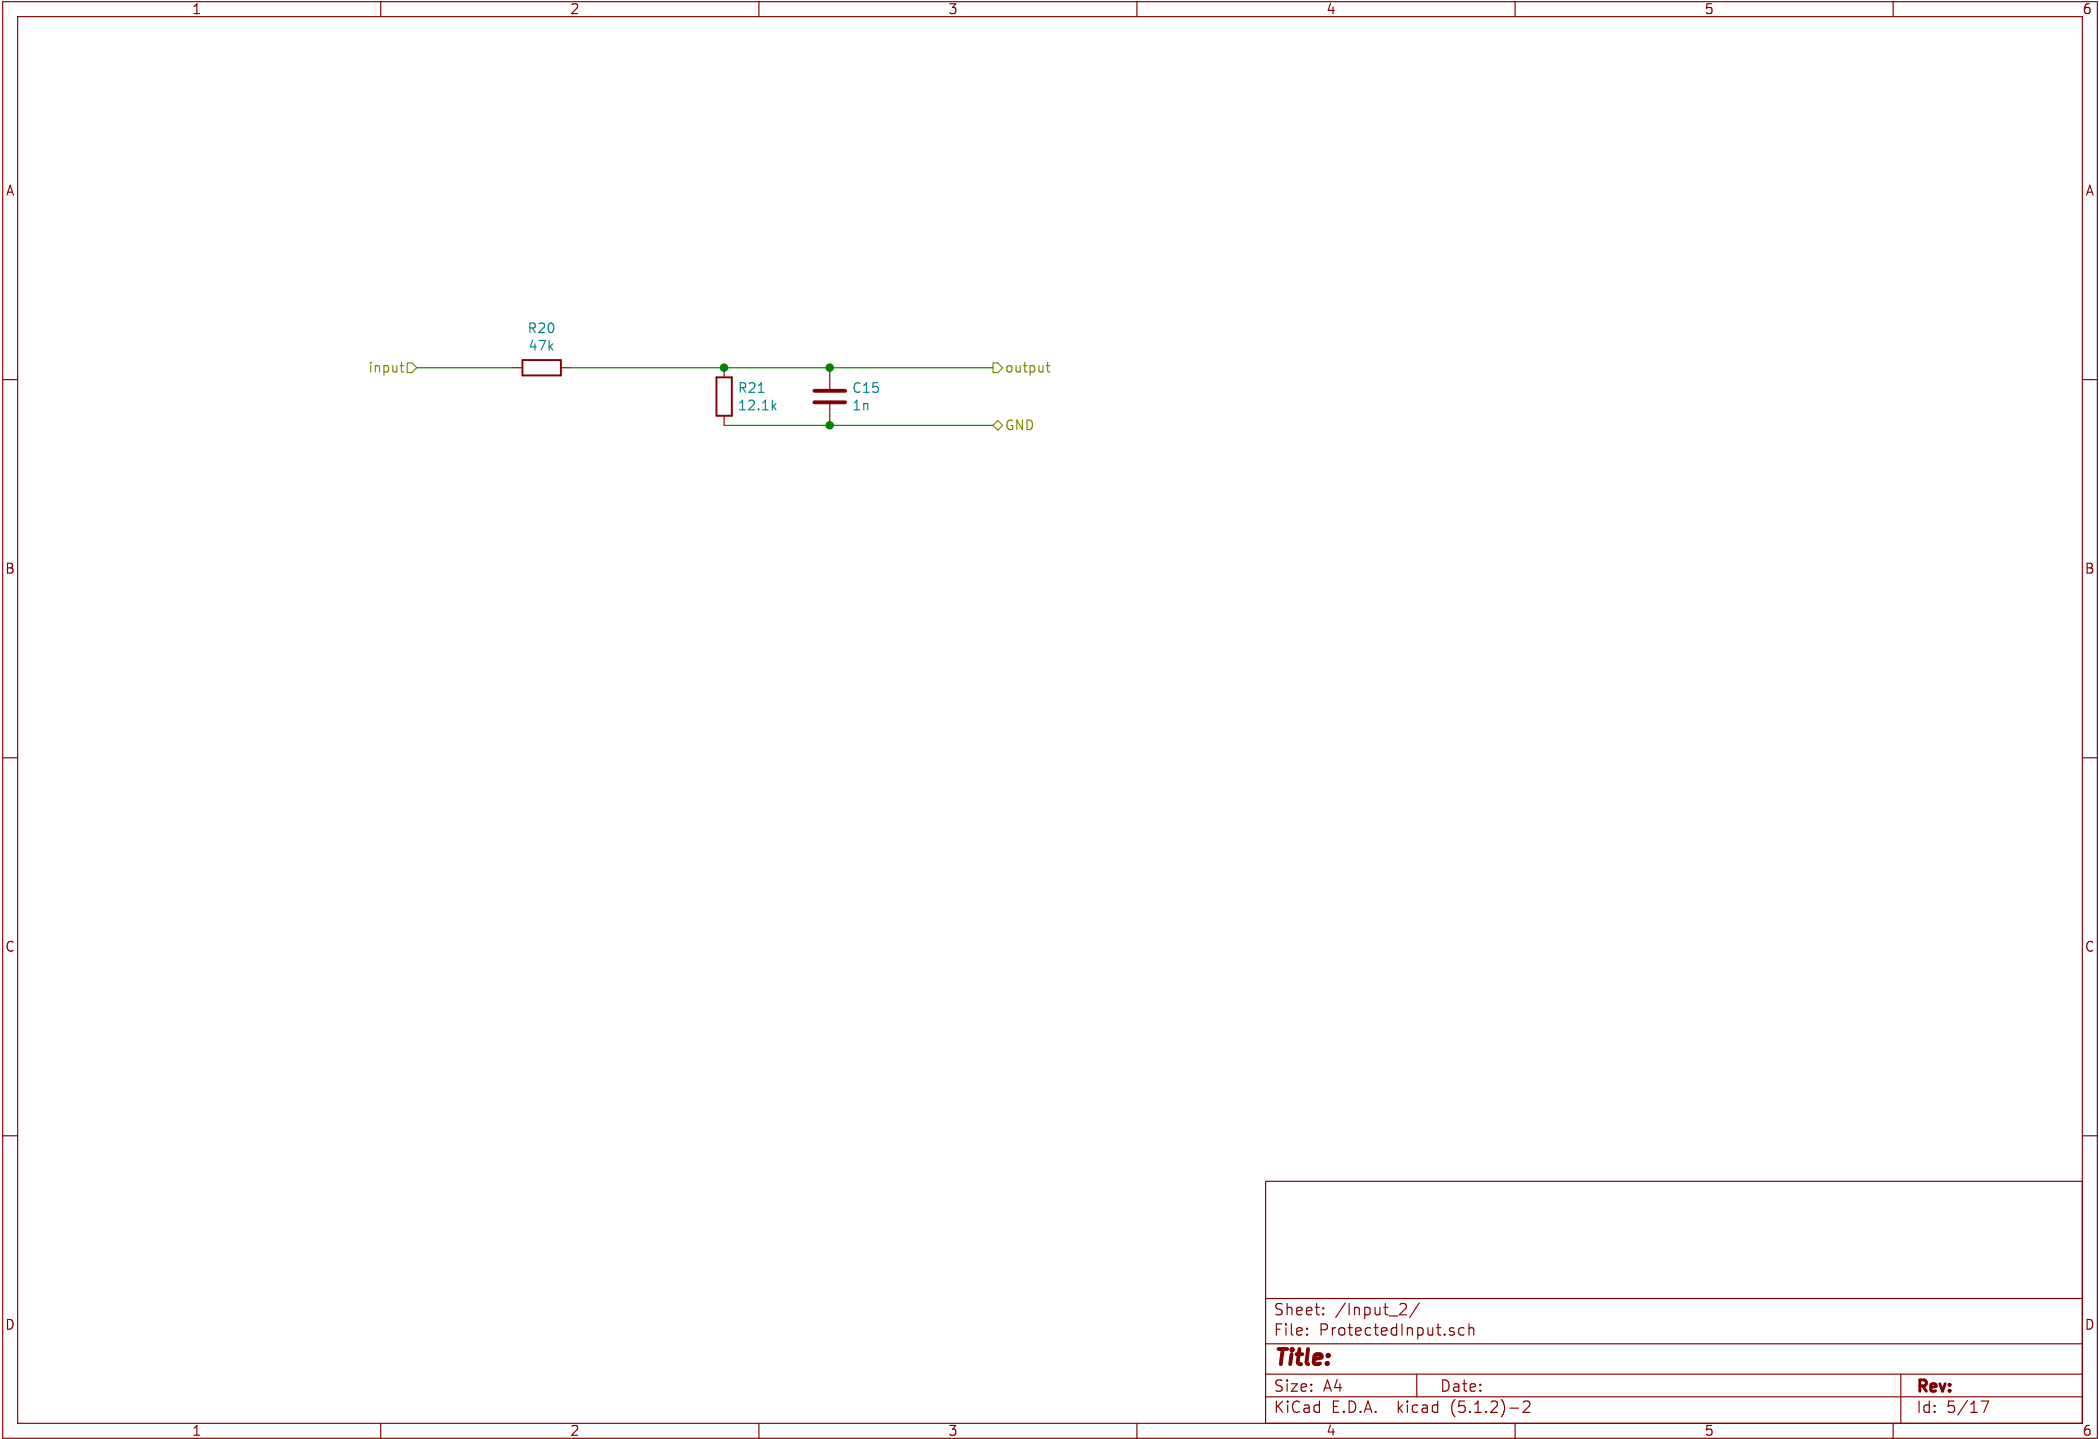 1 2 3 4 5 6
A A
R20
47k
input
output
R21
12.1k
C15
1n
GND
B B
C C
Sheet: /Input_2/
File: ProtectedInput.sch
D D
Title:
Size: A4 Date: Rev:
KiCad E.D.A. kicad (5.1.2)-2 Id: 5/17
1 2 3 4 5 6